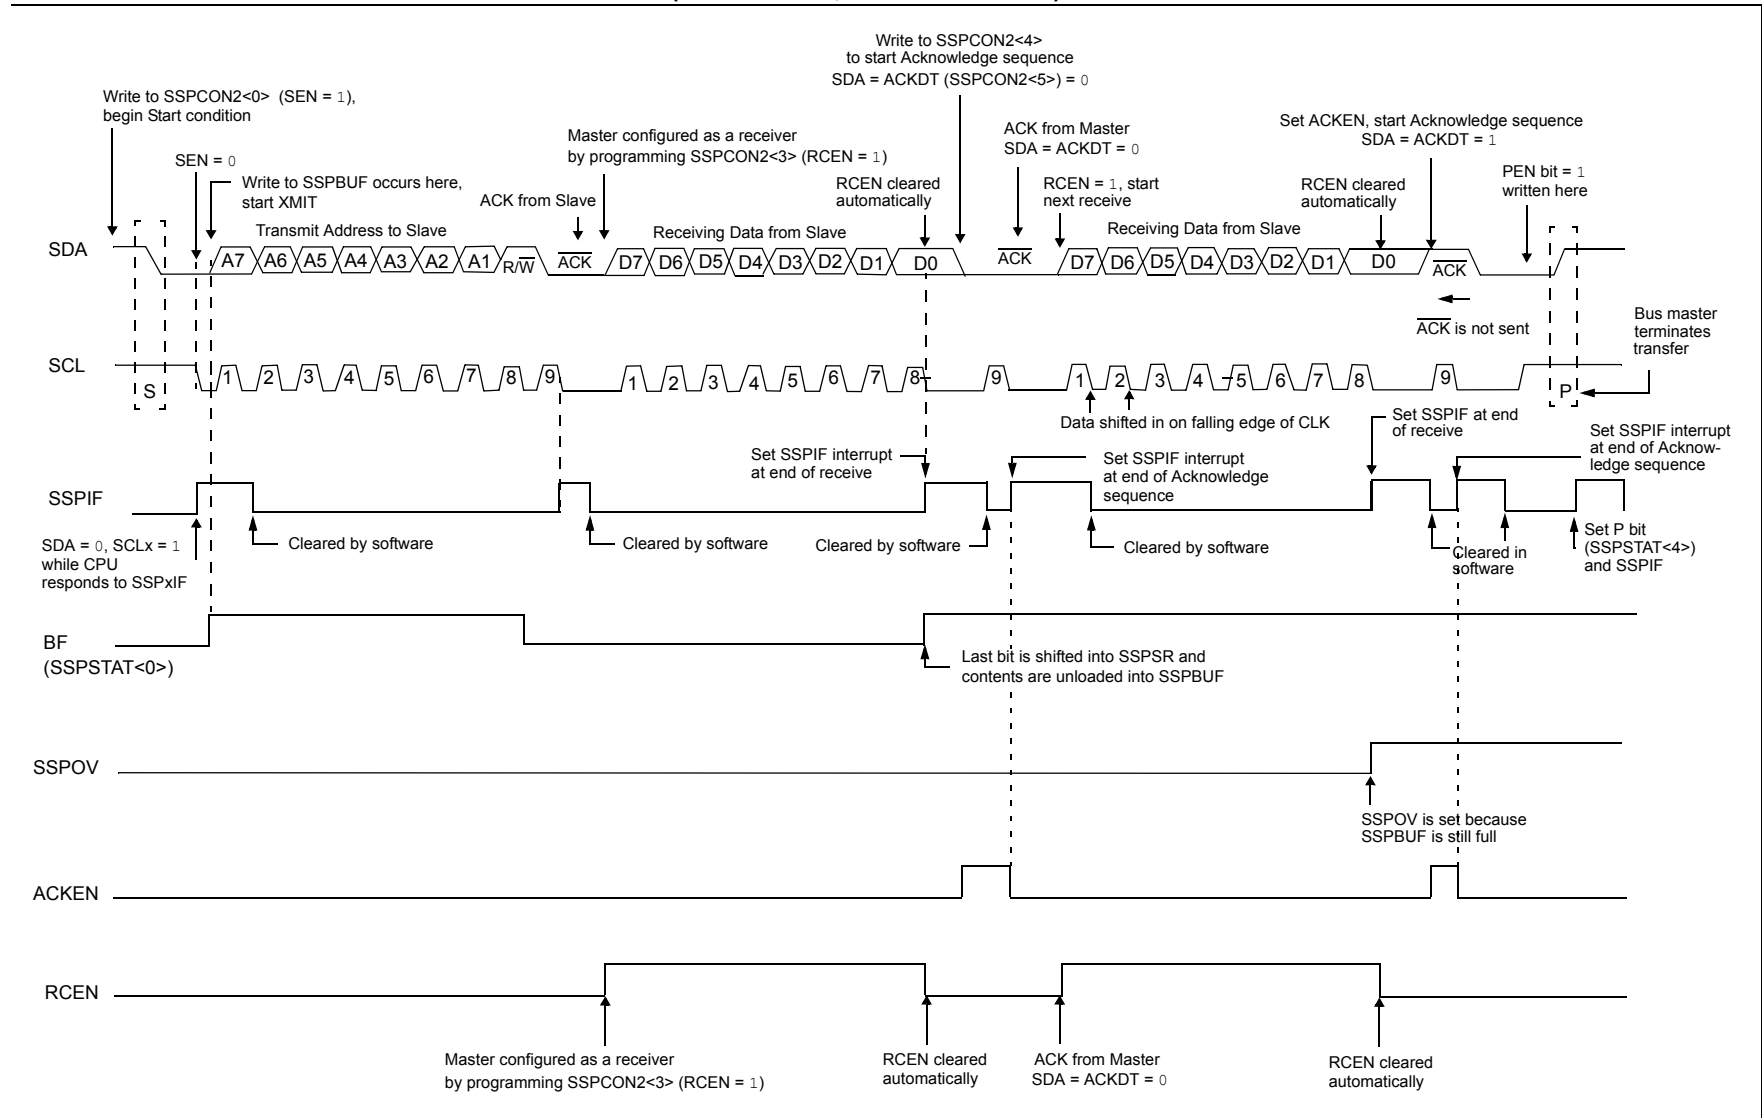 Write to SSPCON2<4>
to start Acknowledge sequence
SDA = ACKDT (SSPCON2<5>) = 0
Write to SSPCON2<0> (SEN = 1),
begin Start condition
SEN = 0
Write to SSPBUF occurs here,
start XMIT
ACK from Slave
Master configured as a receiver
by programming SSPCON2<3> (RCEN = 1)
RCEN cleared
automatically
ACK from Master
SDA = ACKDT = 0
RCEN = 1, start
next receive
Set ACKEN, start Acknowledge sequence
SDA = ACKDT = 1
RCEN cleared
automatically
PEN bit = 1
written here
Transmit Address to Slave
Receiving Data from Slave
Receiving Data from Slave
SDA
A7 A6 A5 A4 A3 A2 A1 R/W ACK D7 D6 D5 D4 D3 D2 D1 D0 ACK D7 D6 D5 D4 D3 D2 D1 D0 ACK
ACK is not sent
Bus master
terminates
transfer
SCL
S 1 2 3 4 5 6 7 8 9 1 2 3 4 5 6 7 8 9 1 2 3 4 5 6 7 8 9 P
Data shifted in on falling edge of CLK
Set SSPIF at end
of receive
Set SSPIF interrupt
at end of Acknow-
ledge sequence
Set SSPIF interrupt
at end of receive
Set SSPIF interrupt
at end of Acknowledge
sequence
SSPIF
SDA = 0, SCLx = 1
while CPU
responds to SSPxIF
Cleared by software
Cleared by software
Cleared by software
Cleared by software
Cleared in
software
Set P bit
(SSPSTAT<4>)
and SSPIF
BF
(SSPSTAT<0>)
Last bit is shifted into SSPSR and
contents are unloaded into SSPBUF
SSPOV
SSPOV is set because
SSPBUF is still full
ACKEN
RCEN
Master configured as a receiver
by programming SSPCON2<3> (RCEN = 1)
RCEN cleared
automatically
ACK from Master
SDA = ACKDT = 0
RCEN cleared
automatically